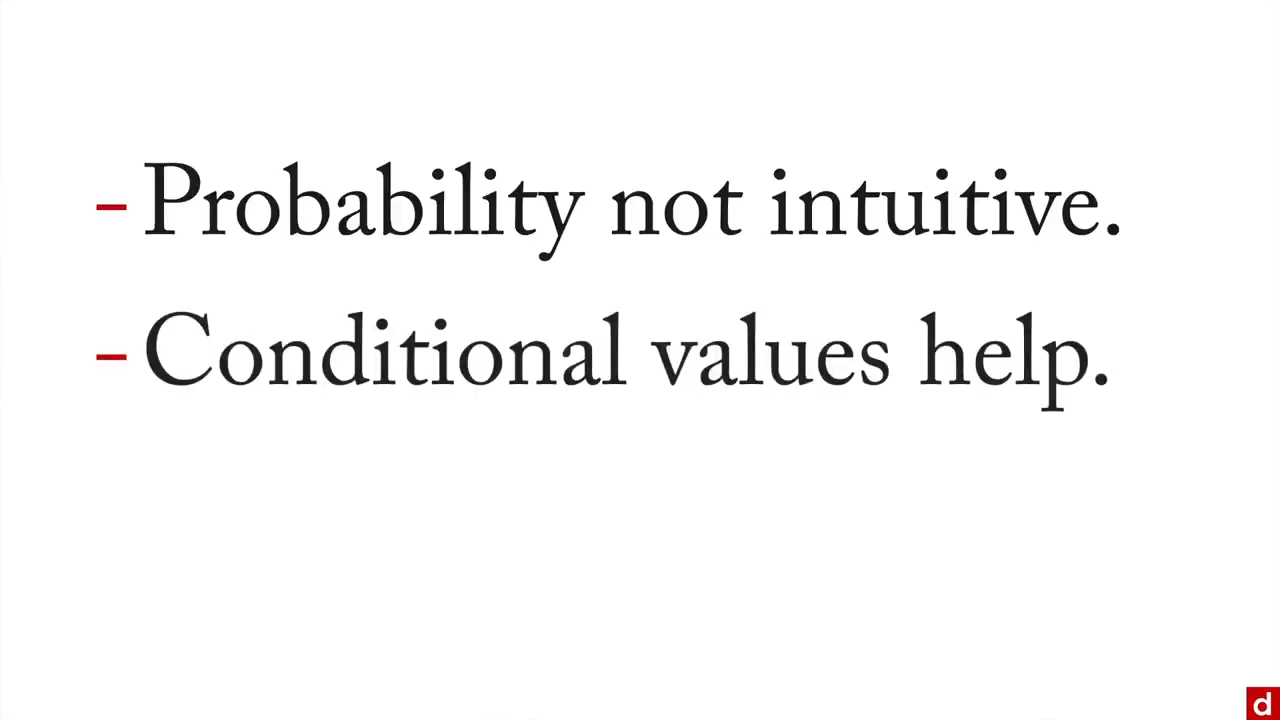 - Probability not intuitive.
- Conditional values help.
d